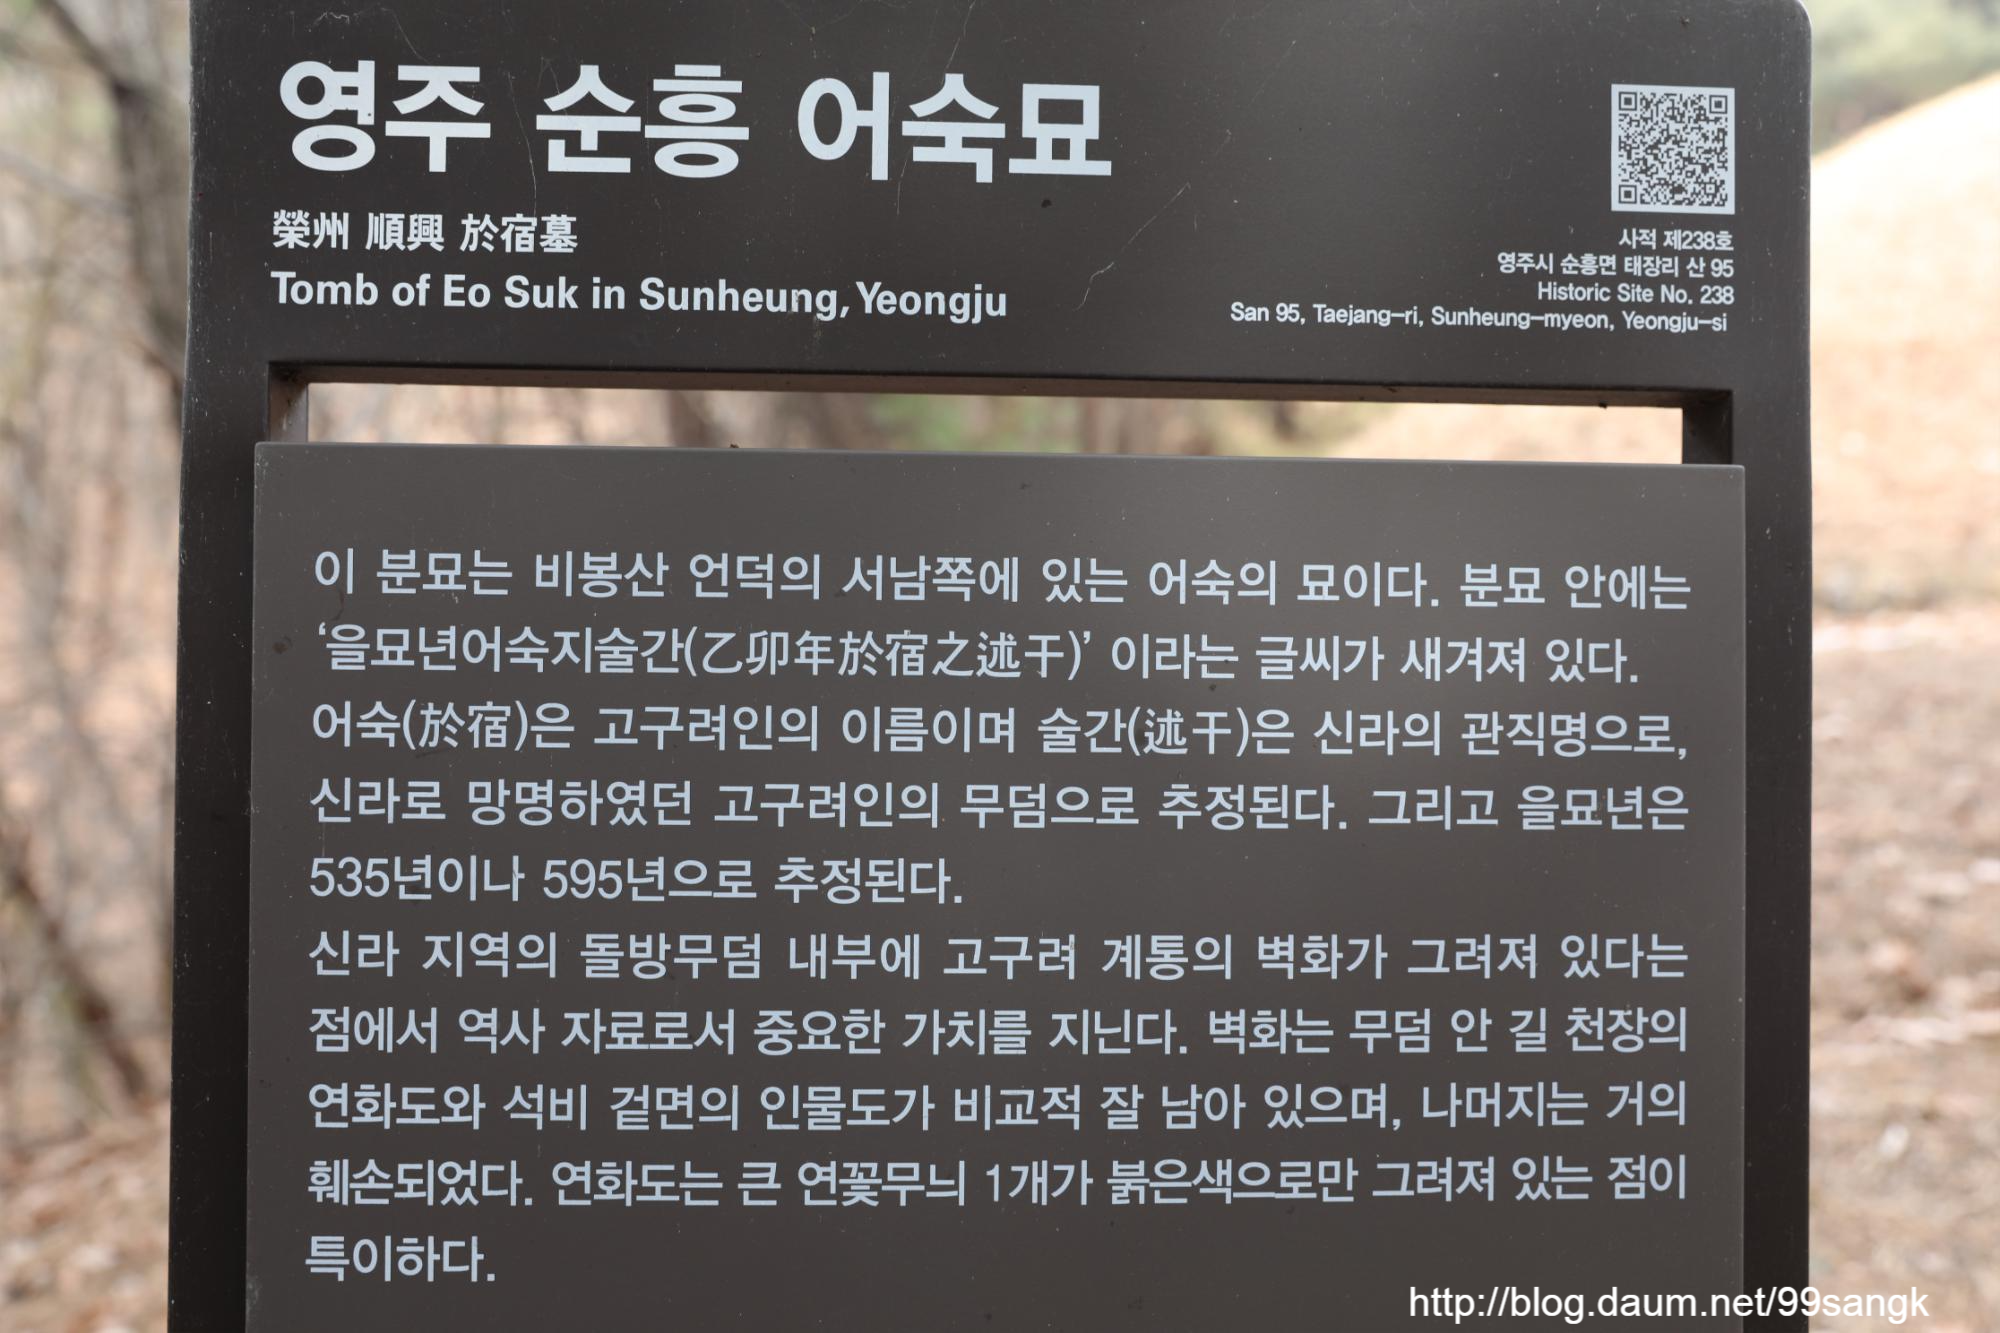 영주 순흥 어숙묘
榮州 順興 於宿墓
Tomb of Eo Suk in Sunheung, Yeongju
사적 제238호
영주시 순흥면 태장리 산 95
Historic Site No. 238
San 95, Taejang-ri, Sunheung-myeon, Yeongju-si
이 분묘는 비봉산 언덕의 서남쪽에 있는 어숙의 묘이다. 분묘 안에는
‘을묘년어숙지술간(乙卯年於宿之述干)’ 이라는 글씨가 새겨져 있다.
어숙(於宿)은 고구려인의 이름이며 술간(述干)은 신라의 관직명으로,
신라로 망명하였던 고구려인의 무덤으로 추정된다. 그리고 을묘년은
535년이나 595년으로 추정된다.
신라 지역의 돌방무덤 내부에 고구려 계통의 벽화가 그려져 있다는
점에서 역사 자료로서 중요한 가치를 지닌다. 벽화는 무덤 안 길 천장의
연화도와 석비 겉면의 인물도가 비교적 잘 남아 있으며, 나머지는 거의
훼손되었다. 연화도는 큰 연꽃무늬 1개가 붉은색으로만 그려져 있는 점이
특이하다.
http://blog.daum.net/99sangk